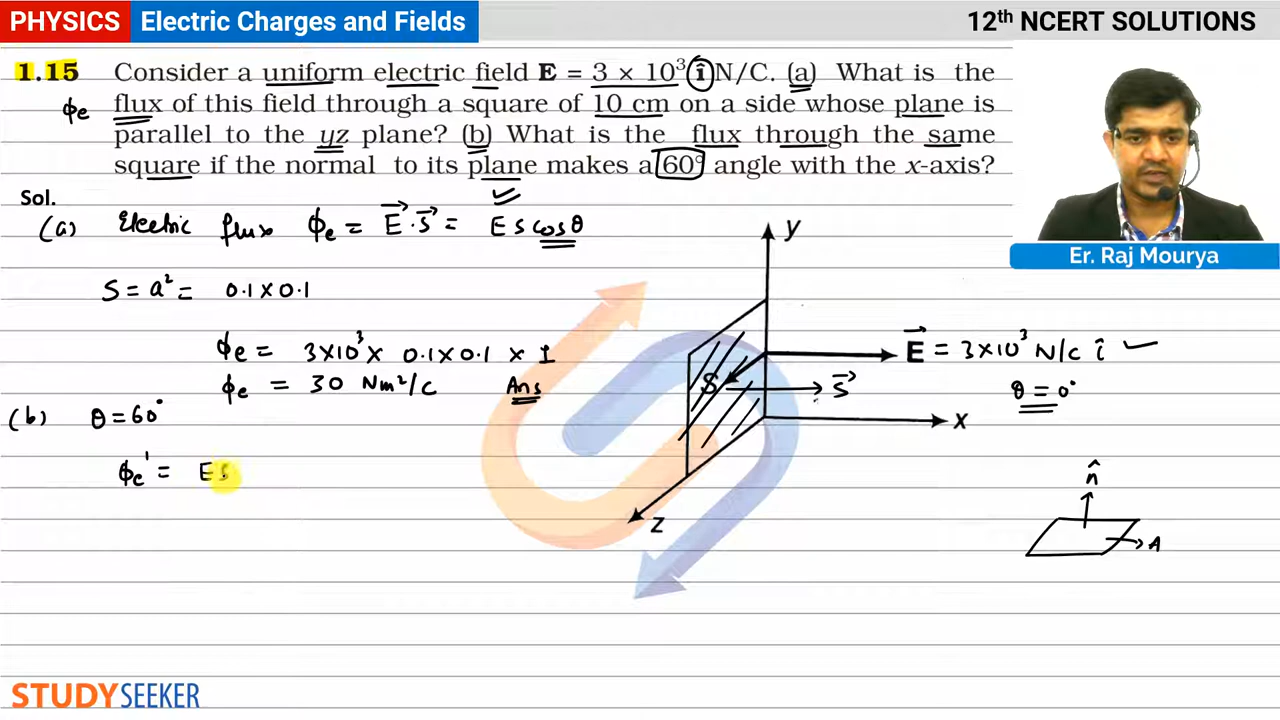 PHYSICS Electric Charges and Fields 12th NCERT SOLUTIONS
1.15 Consider a uniform electric field E = 3 × 10³ î N/C. (a) What is the
ϕe flux of this field through a square of 10 cm on a side whose plane is
parallel to the yz plane? (b) What is the flux through the same
square if the normal to its plane makes a 60° angle with the x-axis?
Sol.
(a) Electric flux ϕe = E⃗ · S⃗ = E S cosθ
S = a² = 0.1 × 0.1
ϕe = 3×10³ × 0.1×0.1 × 1
ϕe = 30 Nm²/C Ans
(b) θ = 60°
ϕe' = E S
y
E⃗ = 3×10³ N/C î
S S⃗ θ = 0°
x
z
n̂
A
Er. Raj Mourya
STUDY SEEKER